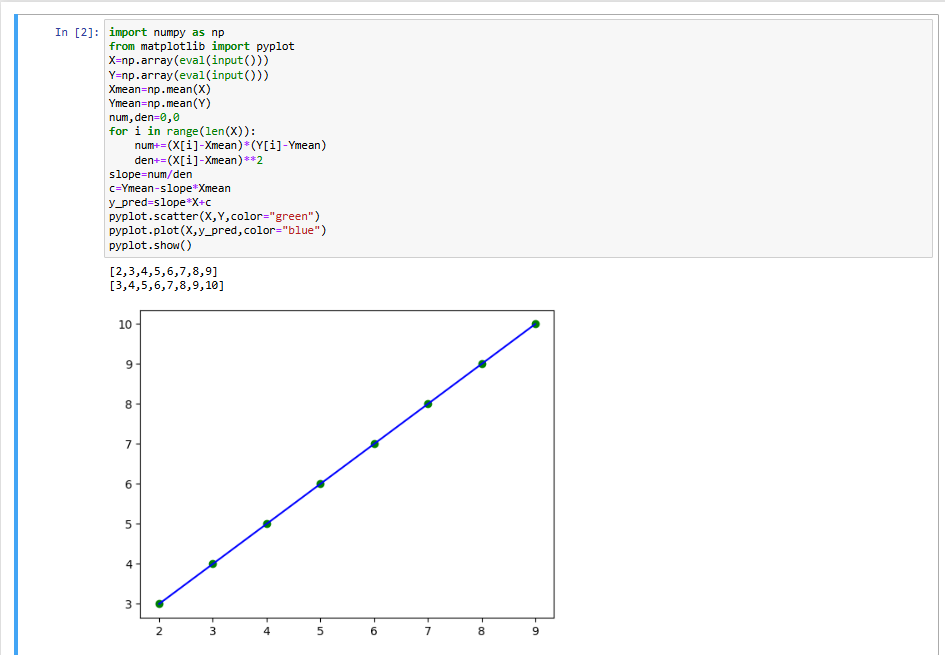 In [2]: import numpy as np
from matplotlib import pyplot
X=np.array(eval(input()))
Y=np.array(eval(input()))
Xmean=np.mean(X)
Ymean=np.mean(Y)
num,den=0,0
for i in range(len(X)):
    num+=(X[i]-Xmean)*(Y[i]-Ymean)
    den+=(X[i]-Xmean)**2
slope=num/den
c=Ymean-slope*Xmean
y_pred=slope*X+c
pyplot.scatter(X,Y,color="green")
pyplot.plot(X,y_pred,color="blue")
pyplot.show()
[2,3,4,5,6,7,8,9]
[3,4,5,6,7,8,9,10]
10
9
8
7
6
5
4
3
2 3 4 5 6 7 8 9